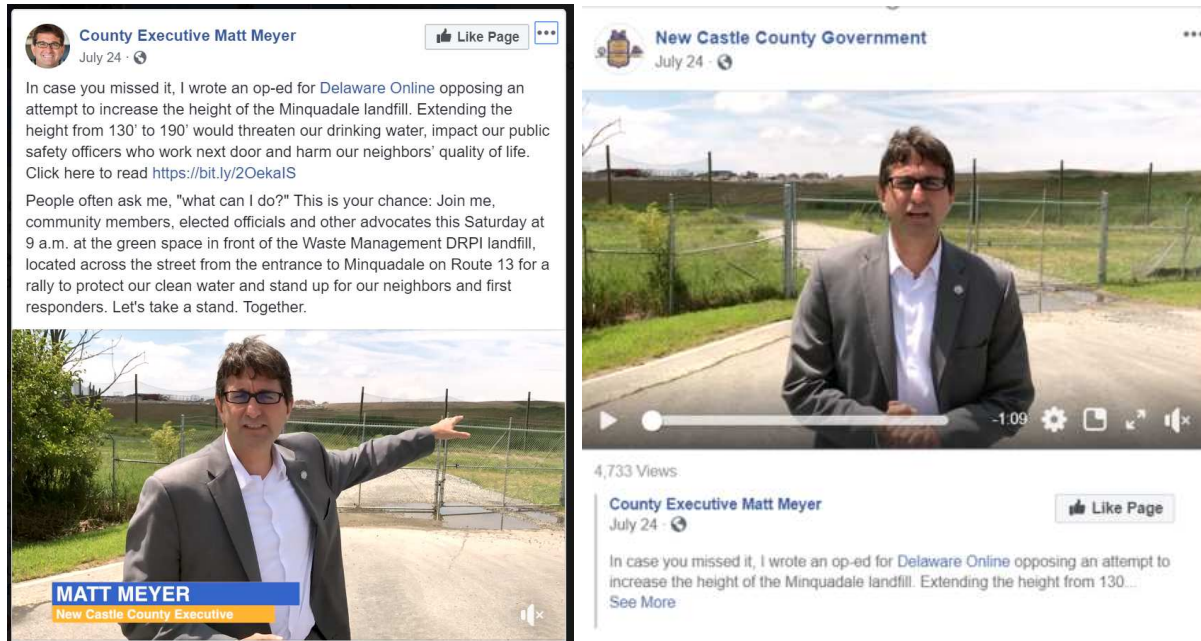 County Executive Matt Meyer
Like Page
July 24 ·
In case you missed it, I wrote an op-ed for Delaware Online opposing an
attempt to increase the height of the Minquadale landfill. Extending the
height from 130' to 190' would threaten our drinking water, impact our public
safety officers who work next door and harm our neighbors' quality of life.
Click here to read https://bit.ly/2OekaIS
People often ask me, "what can I do?" This is your chance: Join me,
community members, elected officials and other advocates this Saturday at
9 a.m. at the green space in front of the Waste Management DRPI landfill,
located across the street from the entrance to Minquadale on Route 13 for a
rally to protect our clean water and stand up for our neighbors and first
responders. Let's take a stand. Together.
MATT MEYER
New Castle County Executive
New Castle County Government
July 24 ·
-1:09
4,733 Views
County Executive Matt Meyer
Like Page
July 24 ·
In case you missed it, I wrote an op-ed for Delaware Online opposing an attempt to
increase the height of the Minquadale landfill. Extending the height from 130...
See More